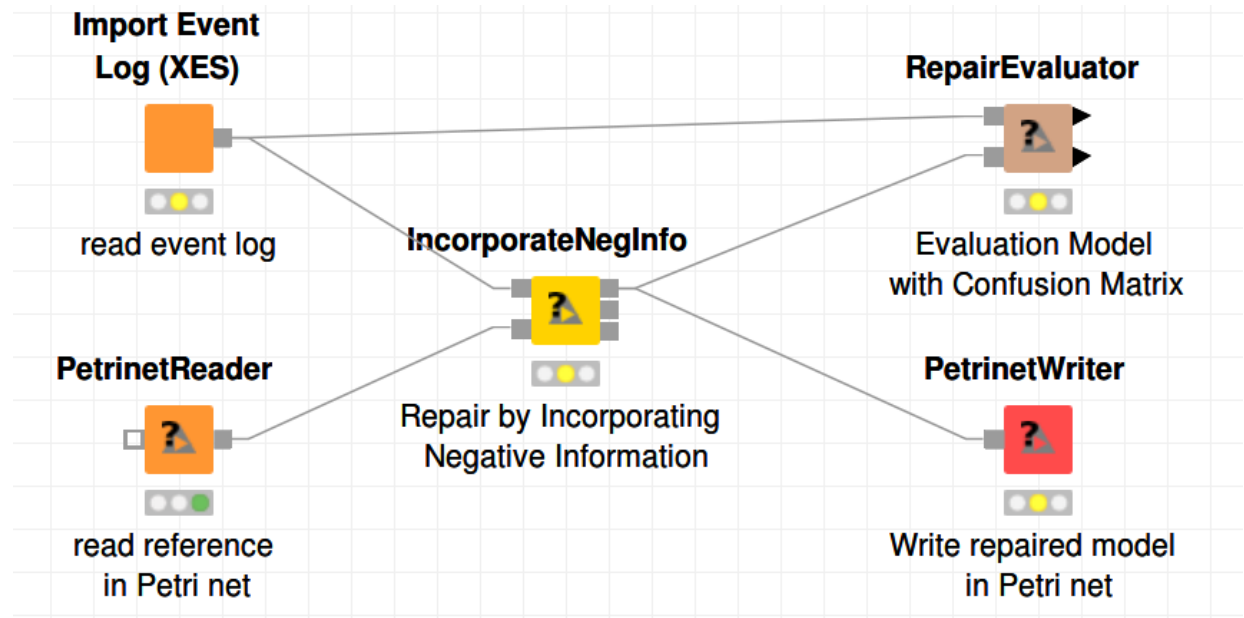 Import Event
Log (XES)
read event log
RepairEvaluator
Evaluation Model
with Confusion Matrix
IncorporateNegInfo
?
Repair by Incorporating
Negative Information
PetrinetReader
?
read reference
in Petri net
PetrinetWriter
?
Write repaired model
in Petri net
?